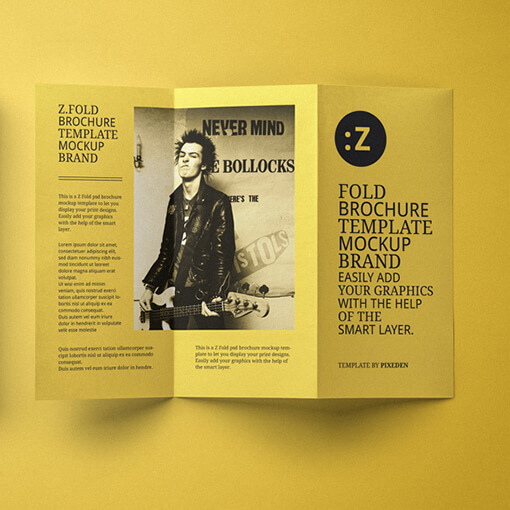 Z.FOLD
BROCHURE
TEMPLATE
MOCKUP
BRAND
This is a Z Fold psd brochure
mockup template to let you
display your print designs.
Easily add your graphics
with the help of the smart
layer.
Lorem ipsum dolor sit amet,
consectetuer adipiscing elit,
sed diam nonummy nibh euis-
mod tincidunt ut laoreet
dolore magna aliquam erat
volutpat.
Ut wisi enim ad minim
veniam, quis nostrud exerci
tation ullamcorper suscipit lo-
bortis nisl ut aliquip ex ea
commodo consequat.
Duis autem vel eum iriure
dolor in hendrerit in vulputate
velit esse molestie
Quis nostrud exerci tation ullamcorper sus-
cipit lobortis nisl ut aliquip ex ea commodo
consequat.
Duis autem vel eum iriure dolor in hendre.
NEVER MIND
E BOLLOCKS
ERE'S THE
STOLS
This is a Z Fold psd brochure mockup tem-
plate to let you display your print designs.
Easily add your graphics with the help of
the smart layer.
:Z
FOLD
BROCHURE
TEMPLATE
MOCKUP
BRAND
EASILY ADD
YOUR GRAPHICS
WITH THE HELP
OF THE
SMART LAYER.
TEMPLATE BY PIXEDEN